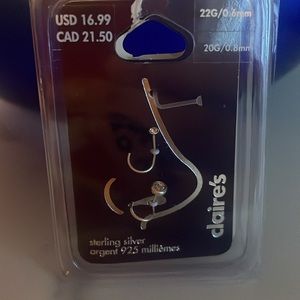 USD 16.99
CAD 21.50
22G/0.6mm
20G/0.8mm
claire's
sterling silver
argent 925 millièmes